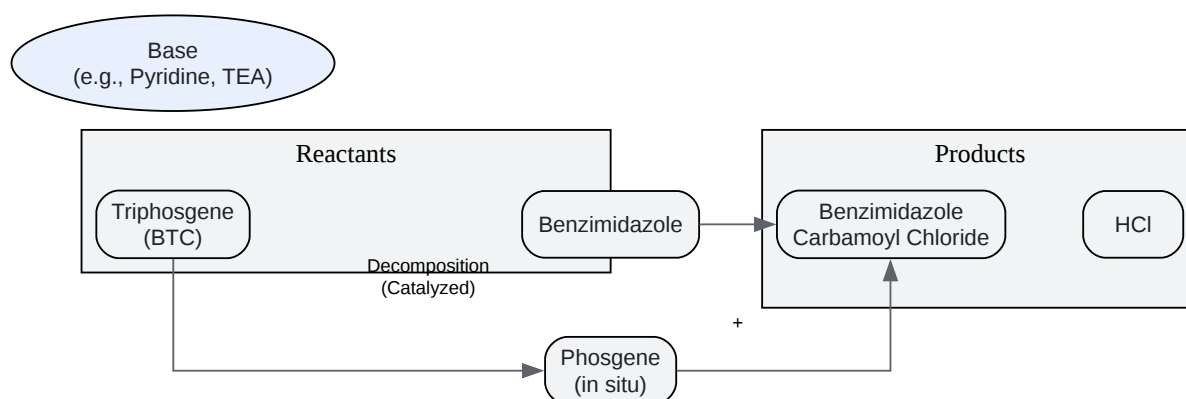 Base
(e.g., Pyridine, TEA)
Reactants
Products
Triphosgene
(BTC)
Benzimidazole
Benzimidazole
Carbamoyl Chloride
HCl
Decomposition
(Catalyzed)
+
Phosgene
(in situ)